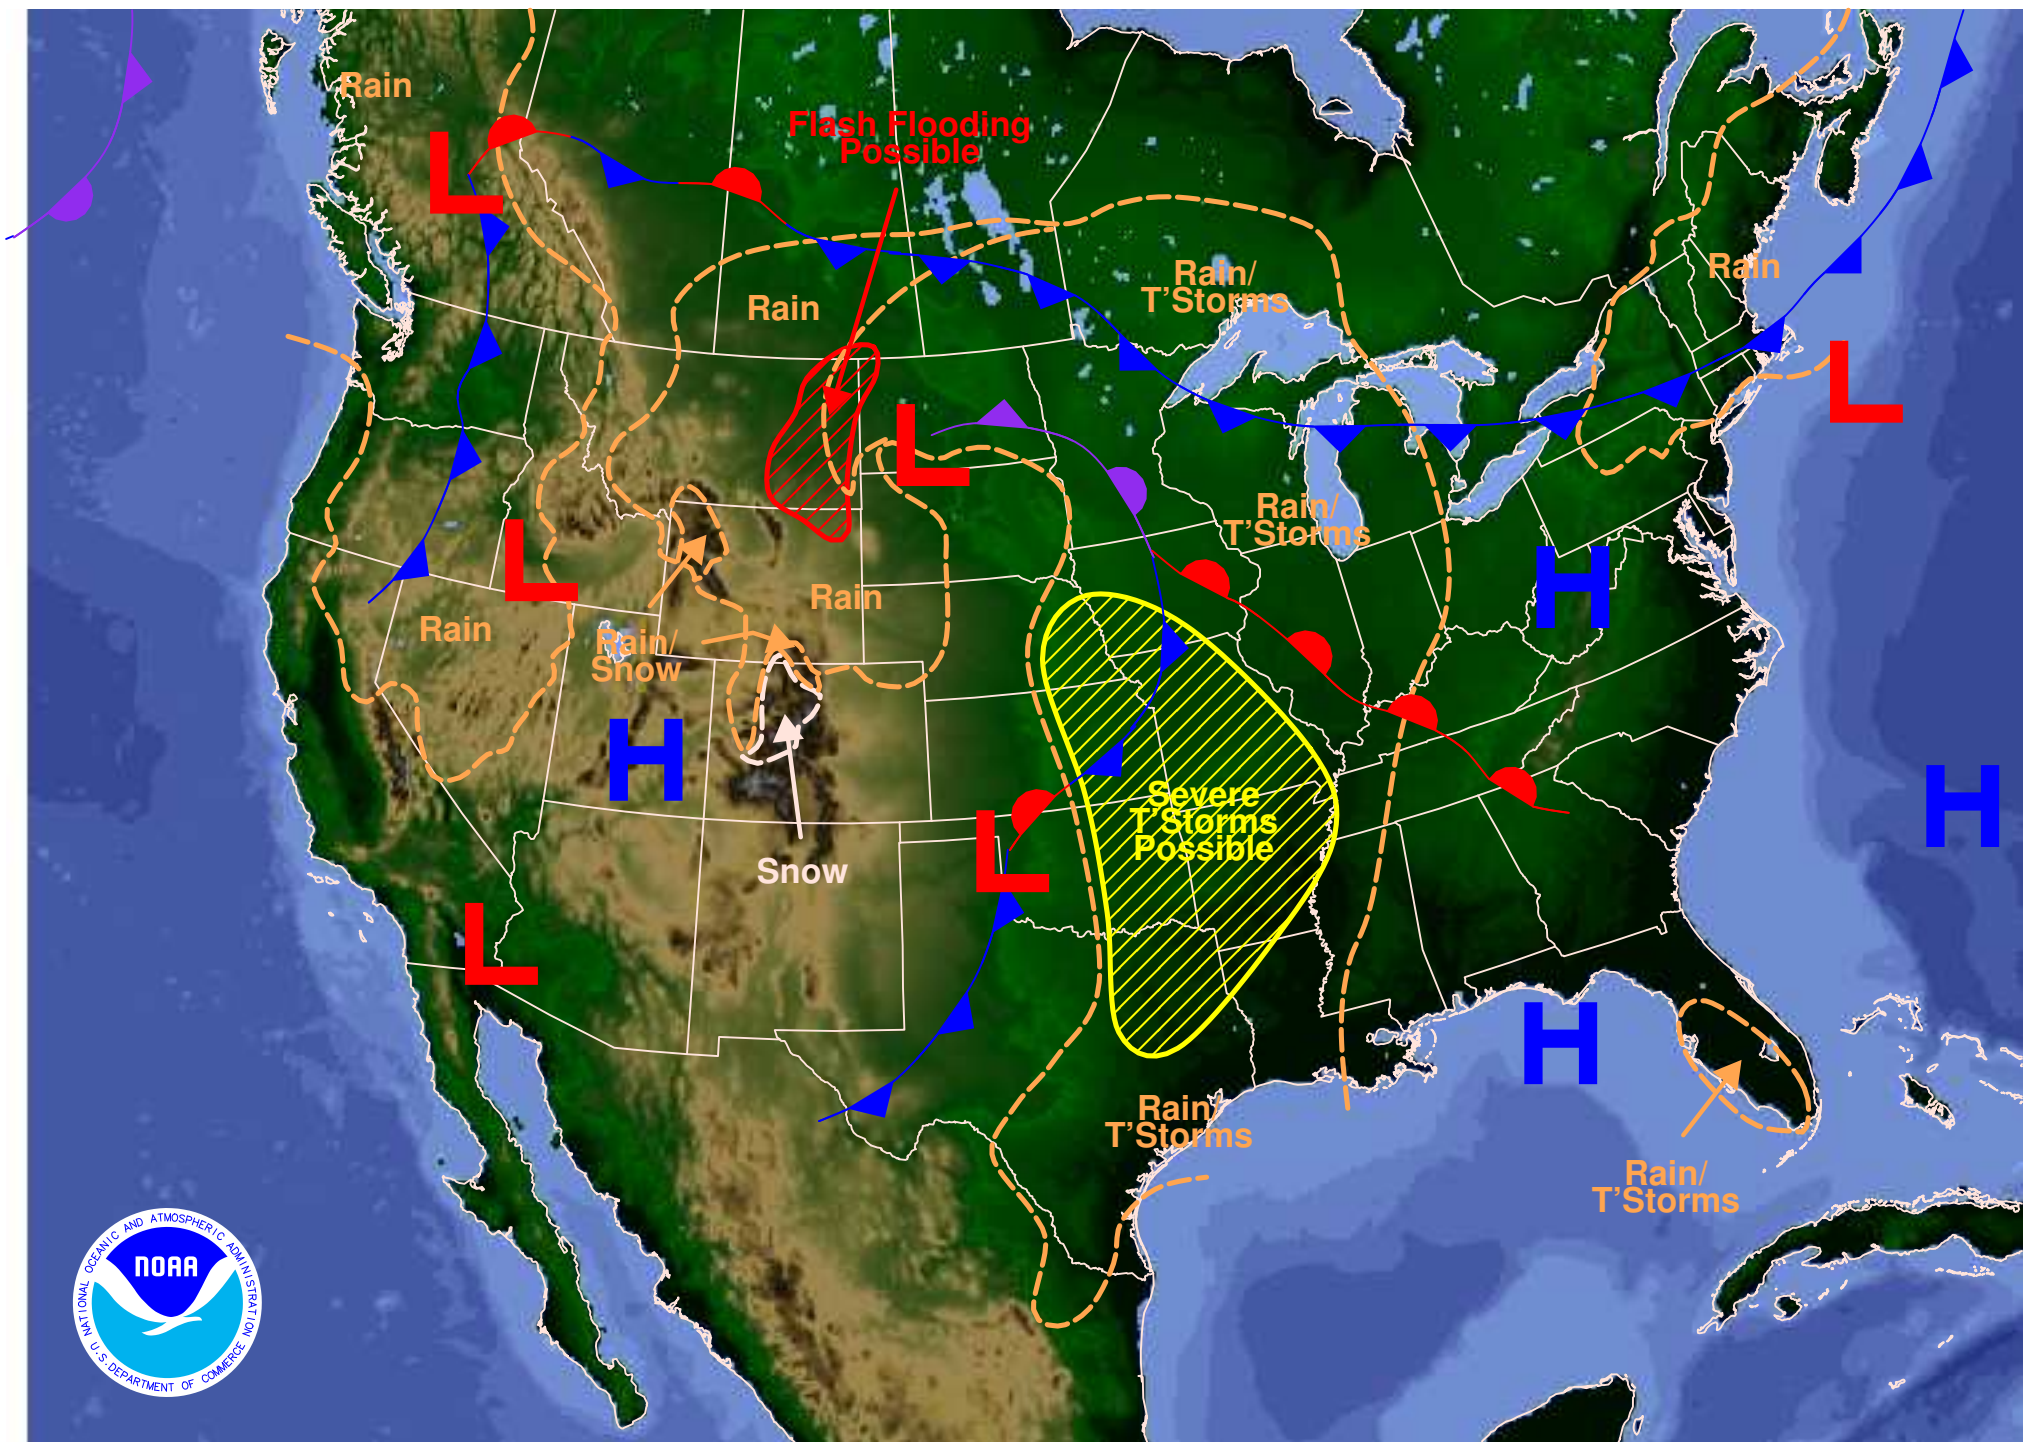 Rain
Flash Flooding
Possible
L
Rain/
T'Storms
Rain
Rain
L
L
Rain/
T'Storms
L
H
Rain
Rain
Rain/
Snow
H
H
Severe
T'Storms
Possible
L
Snow
L
H
Rain/
T'Storms
Rain/
T'Storms
NATIONAL OCEANIC AND ATMOSPHERIC ADMINISTRATION
NOAA
U.S. DEPARTMENT OF COMMERCE